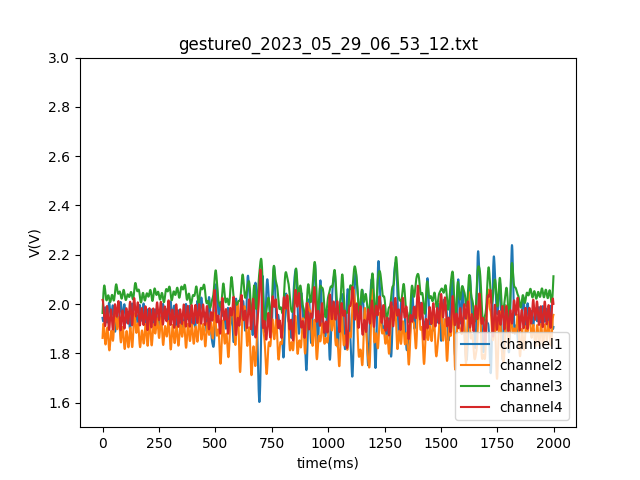 gesture0_2023_05_29_06_53_12.txt
V(V)
3.0
2.8
2.6
2.4
2.2
2.0
1.8
1.6
channel1
channel2
channel3
channel4
0 250 500 750 1000 1250 1500 1750 2000
time(ms)